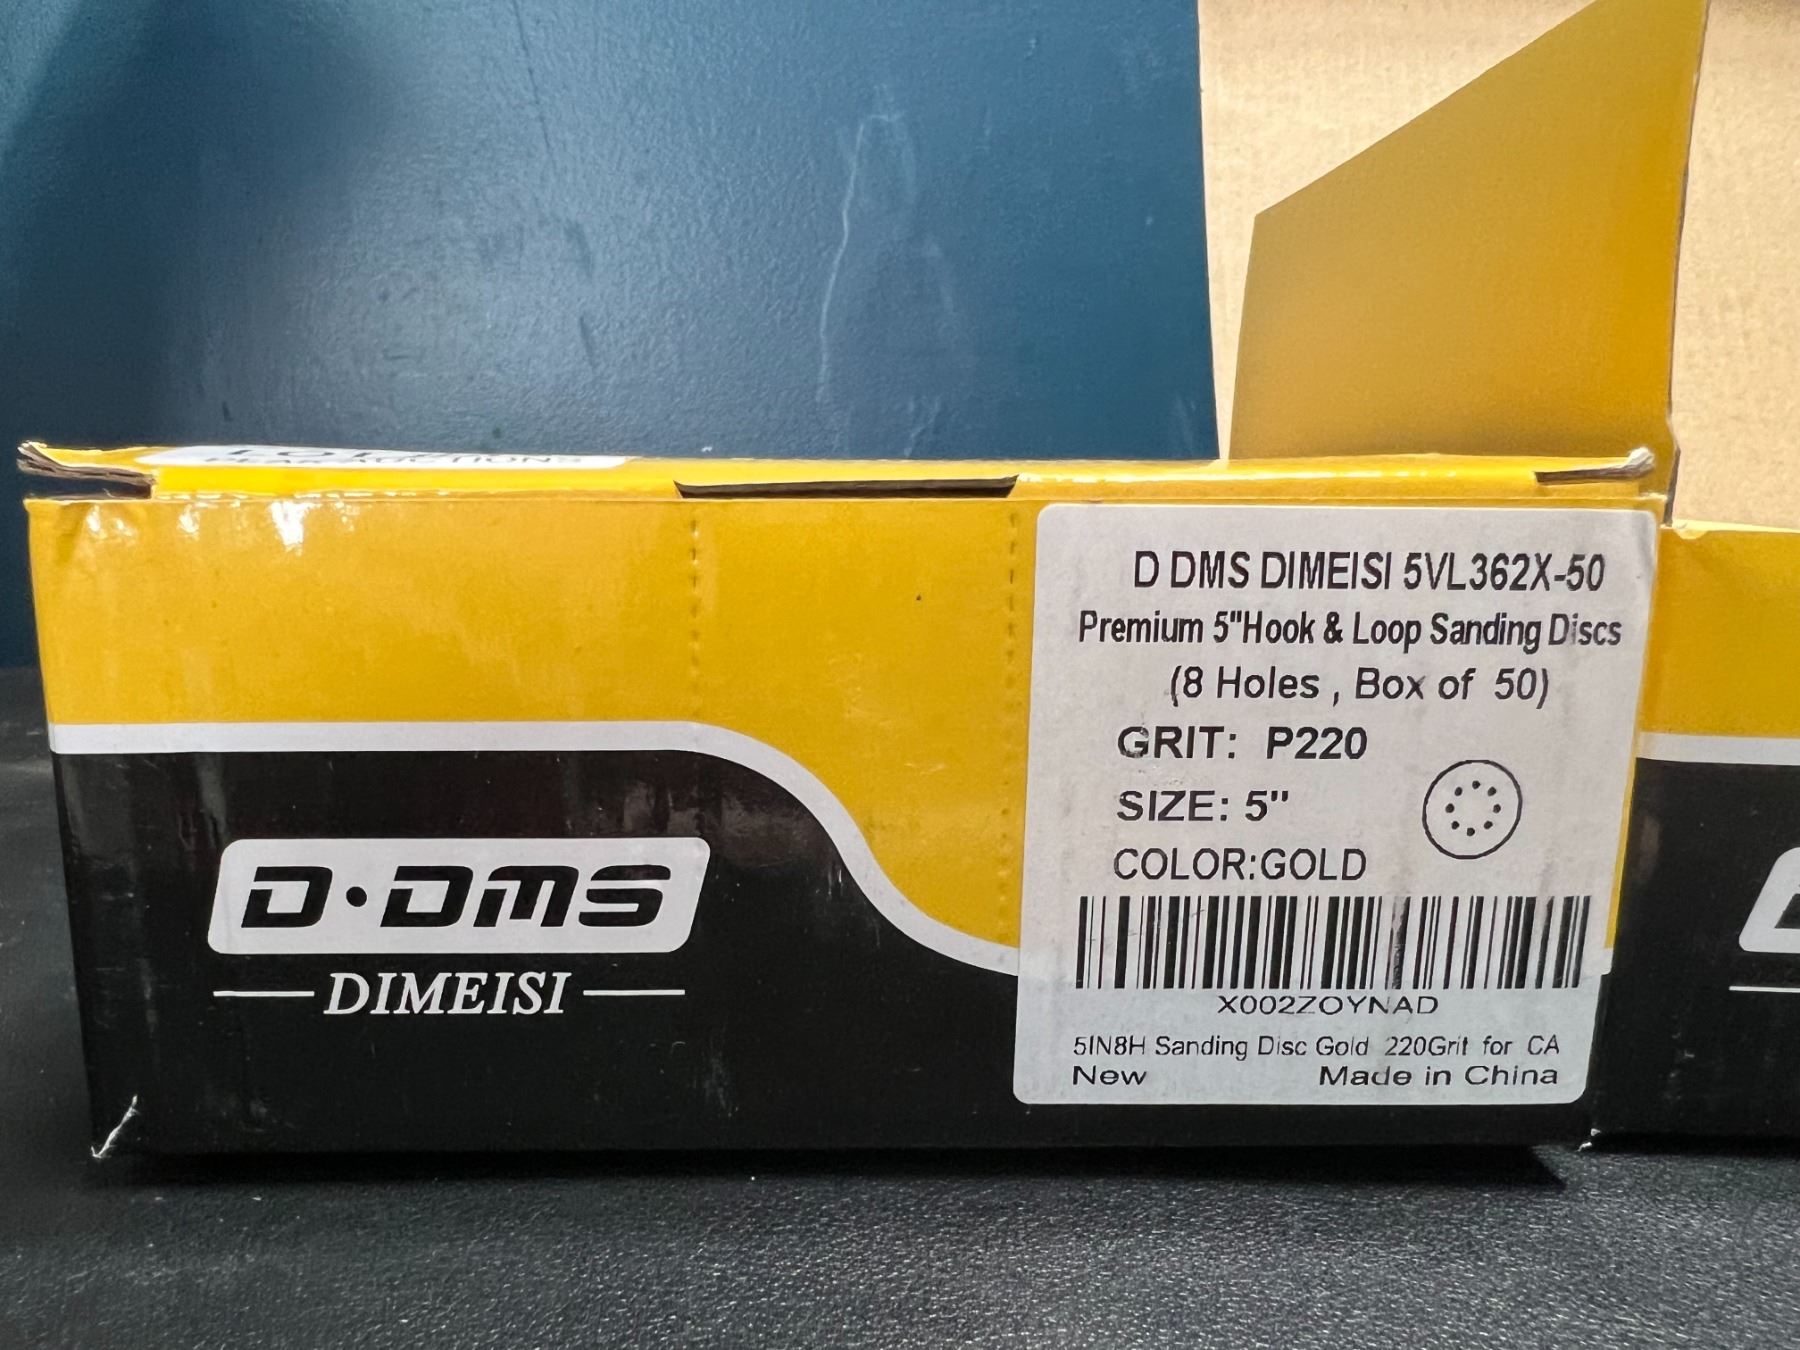 D DMS DIMEISI 5VL362X-50
Premium 5"Hook & Loop Sanding Discs
(8 Holes , Box of 50)
GRIT: P220
SIZE: 5"
COLOR:GOLD
X002ZOYNAD
5IN8H Sanding Disc Gold 220Grit for CA
New Made in China
D·DMS
DIMEISI